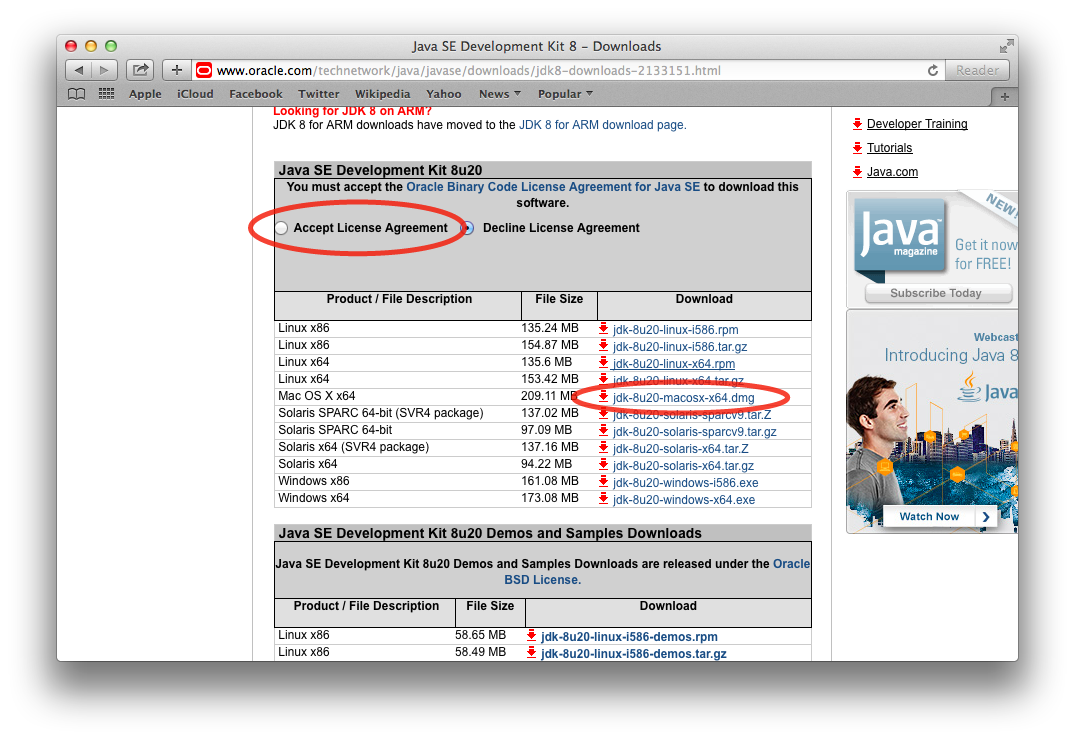 Java SE Development Kit 8 – Downloads
www.oracle.com/technetwork/java/javase/downloads/jdk8-downloads-2133151.html
Reader
Apple iCloud Facebook Twitter Wikipedia Yahoo News Popular
Looking for JDK 8 on ARM?
JDK 8 for ARM downloads have moved to the JDK 8 for ARM download page.
Java SE Development Kit 8u20
You must accept the Oracle Binary Code License Agreement for Java SE to download this
software.
Accept License Agreement Decline License Agreement
Product / File Description File Size Download
Linux x86 135.24 MB jdk-8u20-linux-i586.rpm
Linux x86 154.87 MB jdk-8u20-linux-i586.tar.gz
Linux x64 135.6 MB jdk-8u20-linux-x64.rpm
Linux x64 153.42 MB jdk-8u20-linux-x64.tar.gz
Mac OS X x64 209.11 MB jdk-8u20-macosx-x64.dmg
Solaris SPARC 64-bit (SVR4 package) 137.02 MB jdk-8u20-solaris-sparcv9.tar.Z
Solaris SPARC 64-bit 97.09 MB jdk-8u20-solaris-sparcv9.tar.gz
Solaris x64 (SVR4 package) 137.16 MB jdk-8u20-solaris-x64.tar.Z
Solaris x64 94.22 MB jdk-8u20-solaris-x64.tar.gz
Windows x86 161.08 MB jdk-8u20-windows-i586.exe
Windows x64 173.08 MB jdk-8u20-windows-x64.exe
Java SE Development Kit 8u20 Demos and Samples Downloads
Java SE Development Kit 8u20 Demos and Samples Downloads are released under the Oracle
BSD License.
Product / File Description File Size Download
Linux x86 58.65 MB jdk-8u20-linux-i586-demos.rpm
Linux x86 58.49 MB jdk-8u20-linux-i586-demos.tar.gz
Developer Training
Tutorials
Java.com
NEW!
Java™
magazine
Get it now
for FREE!
Subscribe Today
Webcast
Introducing Java 8
Java
Watch Now